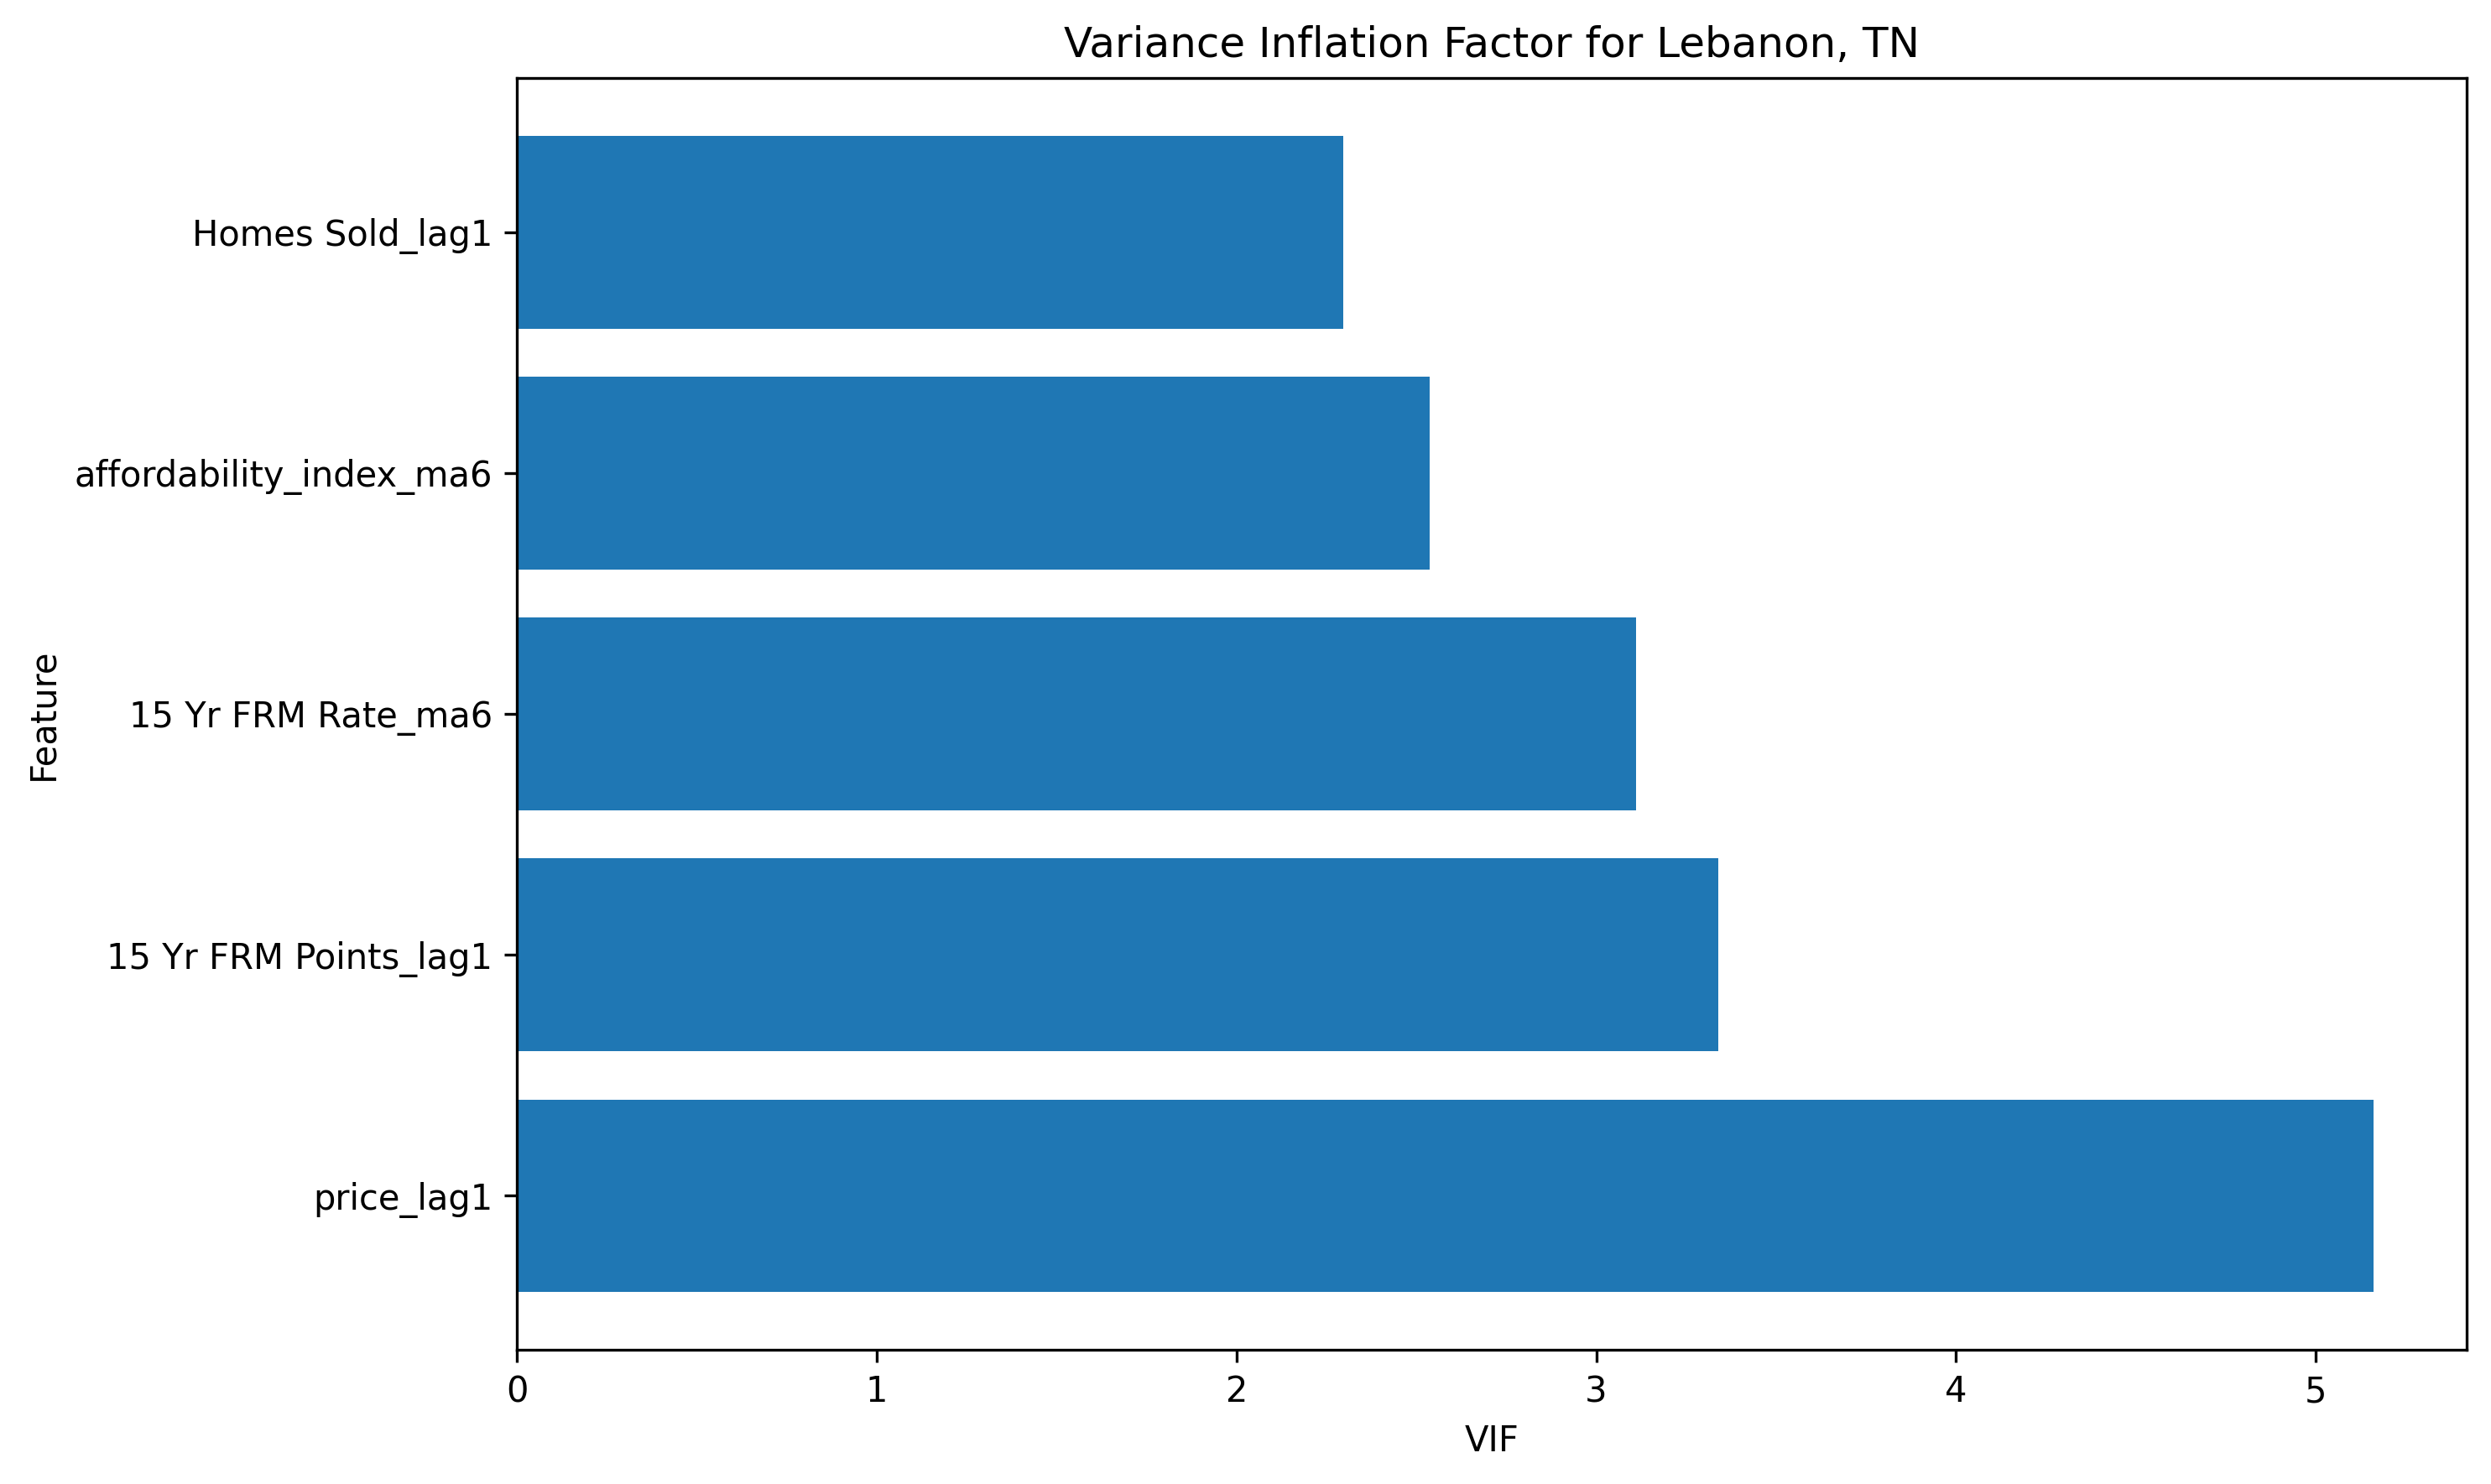 Variance Inflation Factor for Lebanon, TN
Homes Sold_lag1
affordability_index_ma6
15 Yr FRM Rate_ma6
15 Yr FRM Points_lag1
price_lag1
Feature
0 1 2 3 4 5
VIF